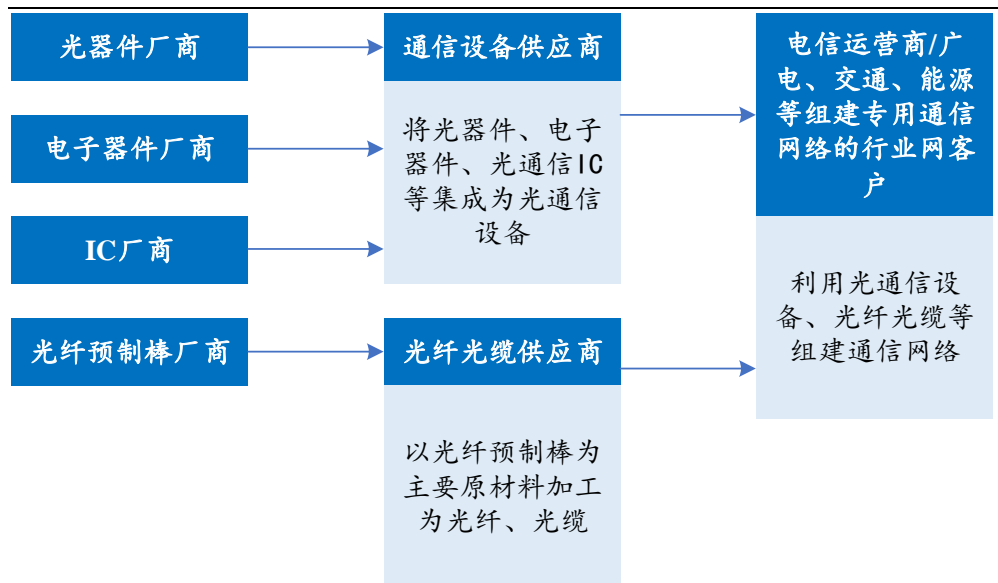 光器件厂商
电子器件厂商
IC厂商
光纤预制棒厂商
通信设备供应商
将光器件、电子
器件、光通信IC
等集成为光通信
设备
光纤光缆供应商
以光纤预制棒为
主要原材料加工
为光纤、光缆
电信运营商/广
电、交通、能源
等组建专用通信
网络的行业网客
户
利用光通信设
备、光纤光缆等
组建通信网络